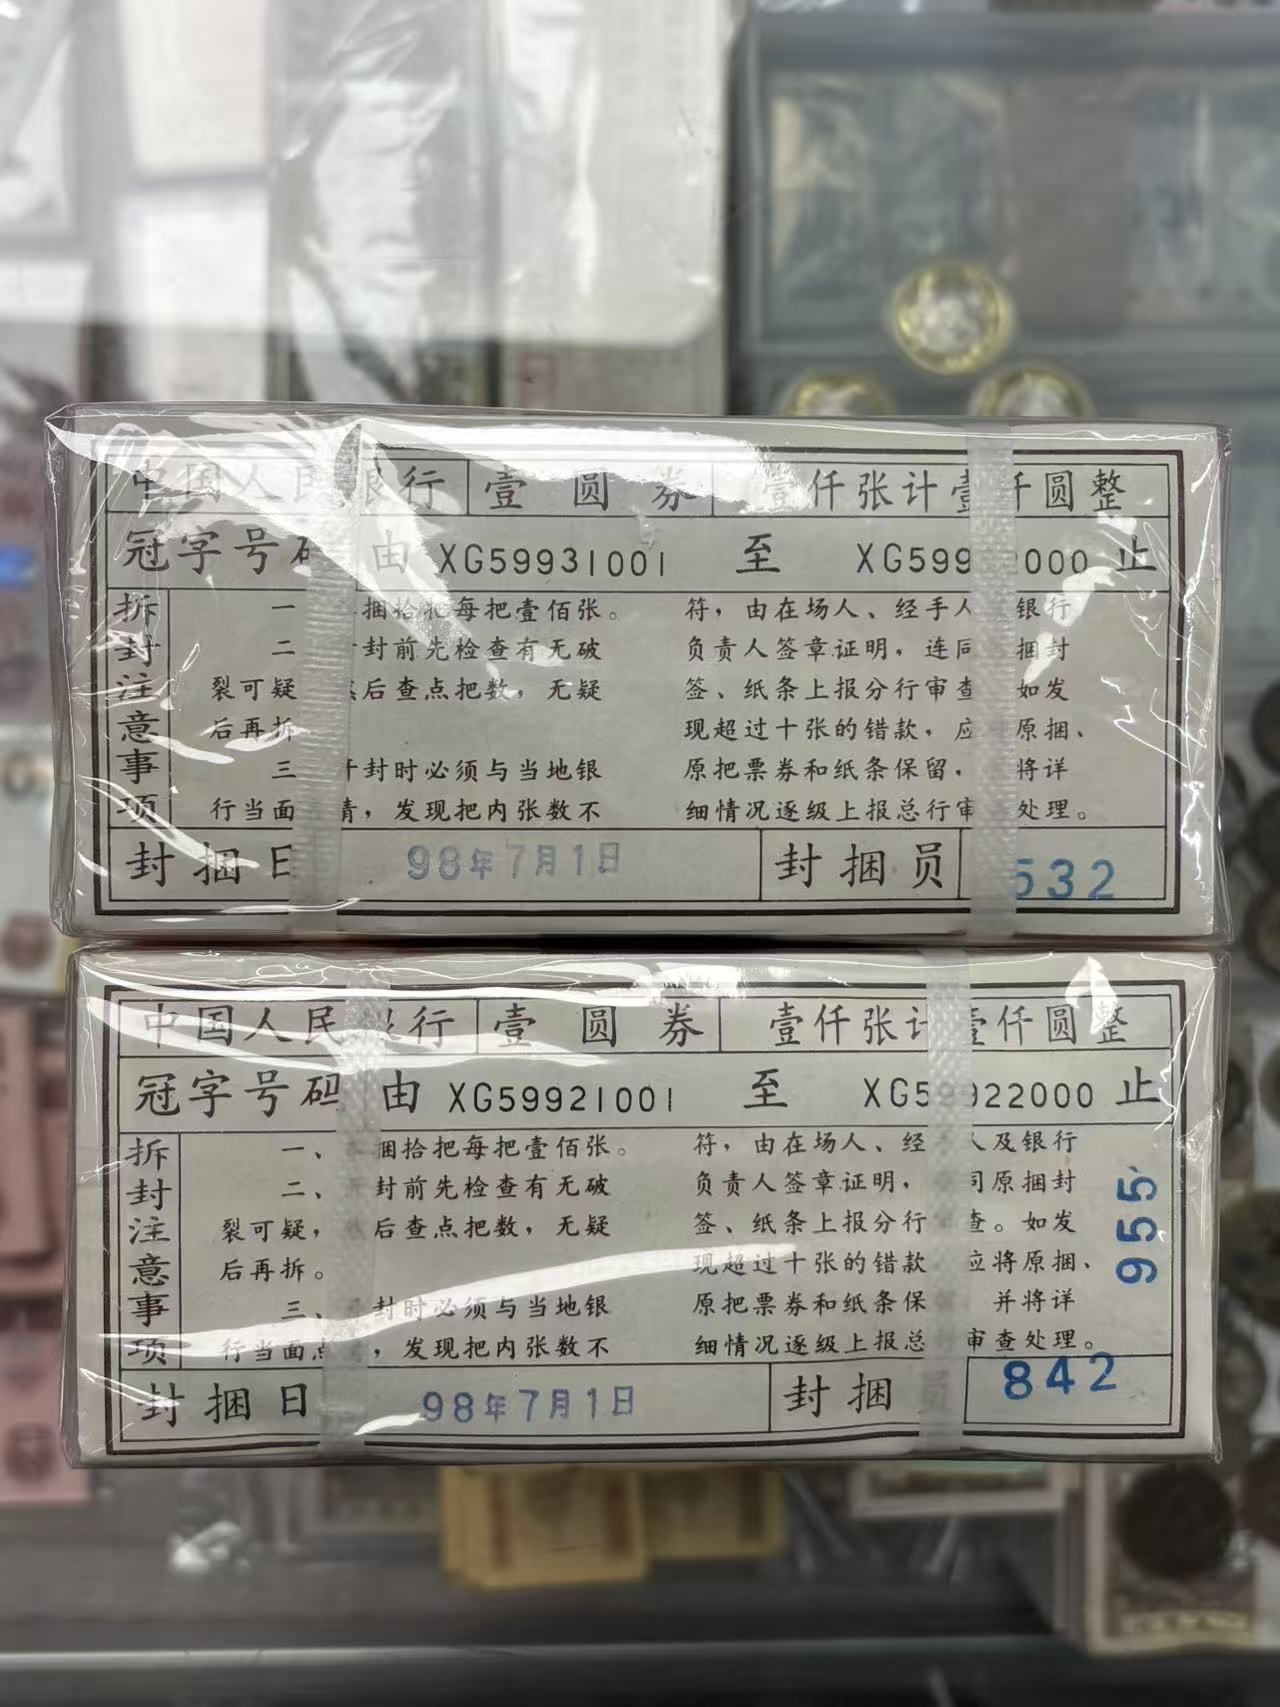 中国人民银行 壹圆券 壹仟张计壹仟圆整
冠字号码 由 XG59931001 至 XG599 2000 止
拆封注意事项
一 捆拾把每把壹佰张。
二 封前先检查有无破
裂可疑 后查点把数，无疑
后再拆
三 开封时必须与当地银
行当面 清，发现把内张数不
符，由在场人、经手人 银行
负责人签章证明，连同 捆封
签、纸条上报分行审查 如发
现超过十张的错款，应 原捆、
原把票券和纸条保留， 将详
细情况逐级上报总行审 处理。
封捆日 98年7月1日 封捆员 532
中国人民银行 壹圆券 壹仟张计壹仟圆整
冠字号码 由 XG59921001 至 XG59922000 止
拆封注意事项
一、 捆拾把每把壹佰张。
二、开封前先检查有无破
裂可疑， 后查点把数，无疑
后再拆。
三、开封时必须与当地银
行当面点 ，发现把内张数不
符，由在场人、经 人及银行
负责人签章证明， 同原捆封
签、纸条上报分行 查。如发
现超过十张的错款 应将原捆、
原把票券和纸条保 并将详
细情况逐级上报总 审查处理。
955
封捆日 98年7月1日 封捆员 842